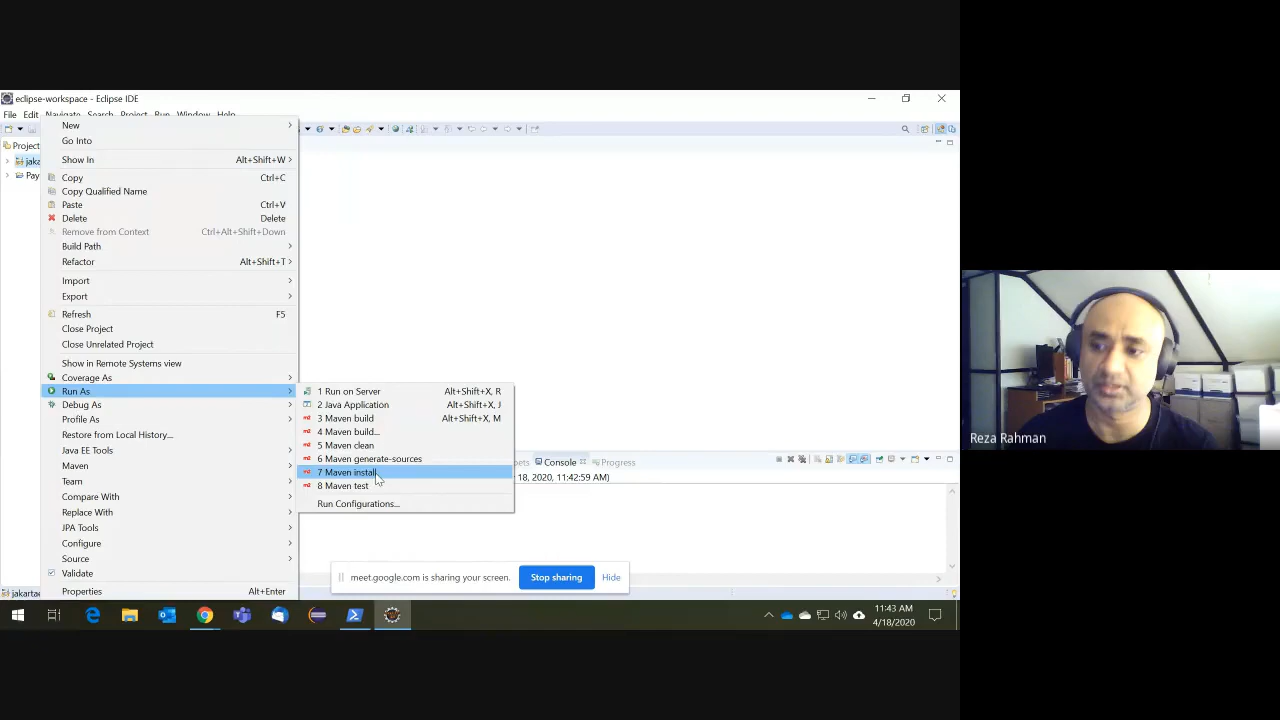 eclipse-workspace - Eclipse IDE
File Edit Navigate Search Project Run Window Help
Project
jaka
Pay
New
Go Into
Show In Alt+Shift+W
Copy Ctrl+C
Copy Qualified Name
Paste Ctrl+V
Delete Delete
Remove from Context Ctrl+Alt+Shift+Down
Build Path
Refactor Alt+Shift+T
Import
Export
Refresh F5
Close Project
Close Unrelated Project
Show in Remote Systems view
Coverage As
Run As
Debug As
Profile As
Restore from Local History...
Java EE Tools
Maven
Team
Compare With
Replace With
JPA Tools
Configure
Source
Validate
Properties Alt+Enter
1 Run on Server Alt+Shift+X, R
2 Java Application Alt+Shift+X, J
3 Maven build Alt+Shift+X, M
4 Maven build...
5 Maven clean
6 Maven generate-sources
7 Maven install
8 Maven test
Run Configurations...
pets Console Progress
18, 2020, 11:42:59 AM)
meet.google.com is sharing your screen. Stop sharing Hide
jakartae
11:43 AM
4/18/2020
Reza Rahman